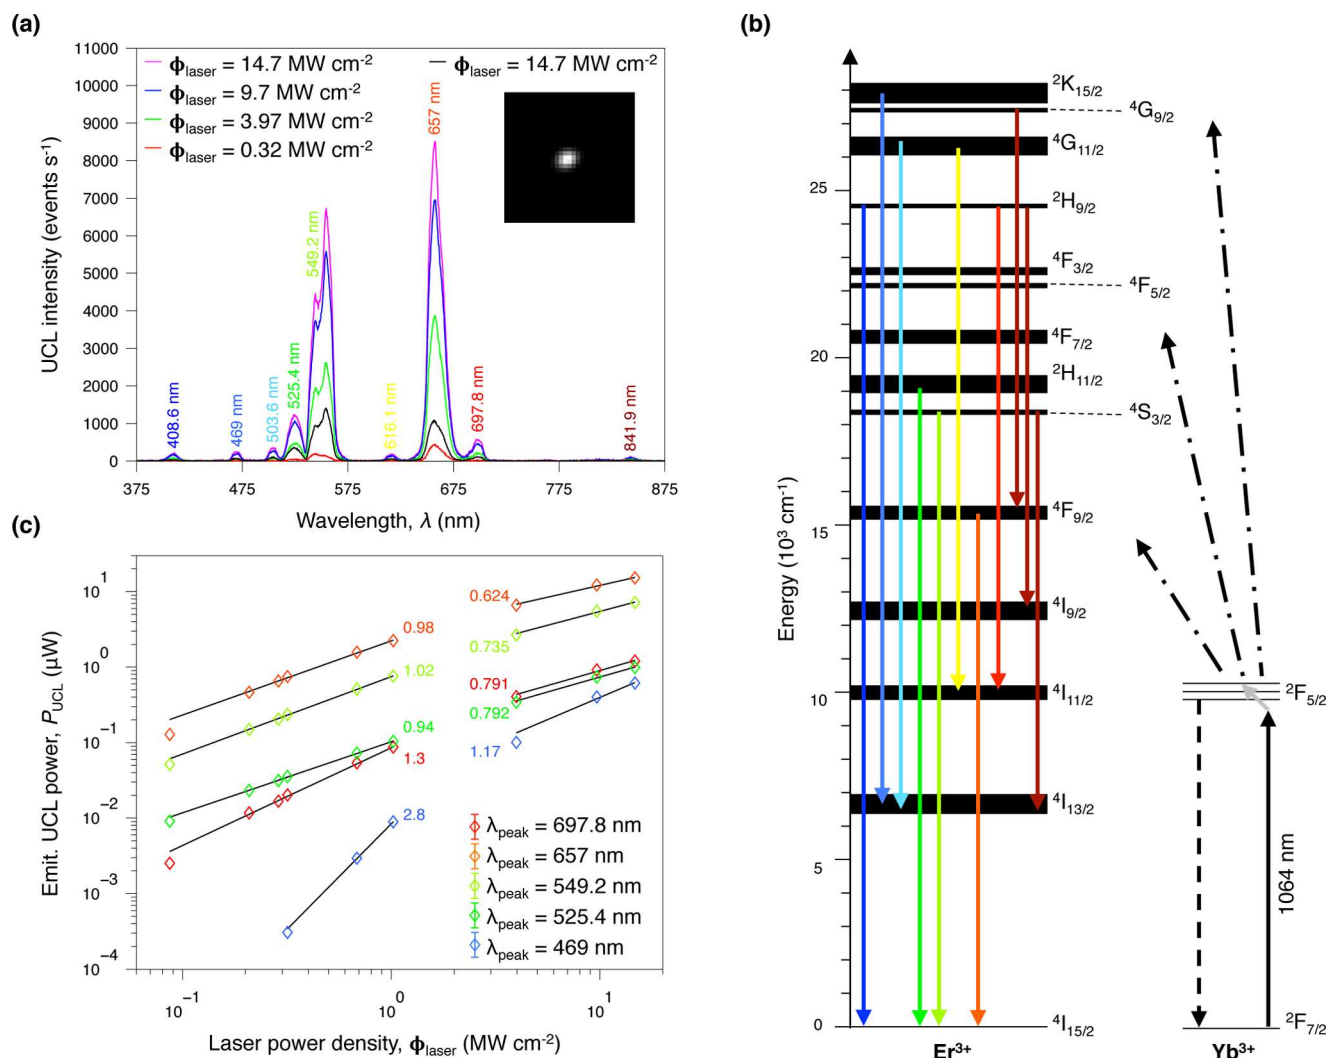 (a)
UCL intensity (events s⁻¹)
11000
10000
9000
8000
7000
6000
5000
4000
3000
2000
1000
0
ϕlaser = 14.7 MW cm⁻²
ϕlaser = 9.7 MW cm⁻²
ϕlaser = 3.97 MW cm⁻²
ϕlaser = 0.32 MW cm⁻²
ϕlaser = 14.7 MW cm⁻²
408.6 nm
469 nm
503.6 nm
525.4 nm
549.2 nm
616.1 nm
657 nm
697.8 nm
841.9 nm
375 475 575 675 775 875
Wavelength, λ (nm)
(b)
Energy (10³ cm⁻¹)
25
20
15
10
5
0
²K15/2
⁴G9/2
⁴G11/2
²H9/2
⁴F3/2
⁴F5/2
⁴F7/2
²H11/2
⁴S3/2
⁴F9/2
⁴I9/2
⁴I11/2
⁴I13/2
⁴I15/2
²F5/2
1064 nm
²F7/2
Er³⁺ Yb³⁺
(c)
Emit. UCL power, PUCL (µW)
10¹
10⁰
10⁻¹
10⁻²
10⁻³
10⁻⁴
0.98
1.02
0.94
1.3
2.8
0.624
0.735
0.791
0.792
1.17
λpeak = 697.8 nm
λpeak = 657 nm
λpeak = 549.2 nm
λpeak = 525.4 nm
λpeak = 469 nm
10⁻¹ 10⁰ 10¹
Laser power density, ϕlaser (MW cm⁻²)